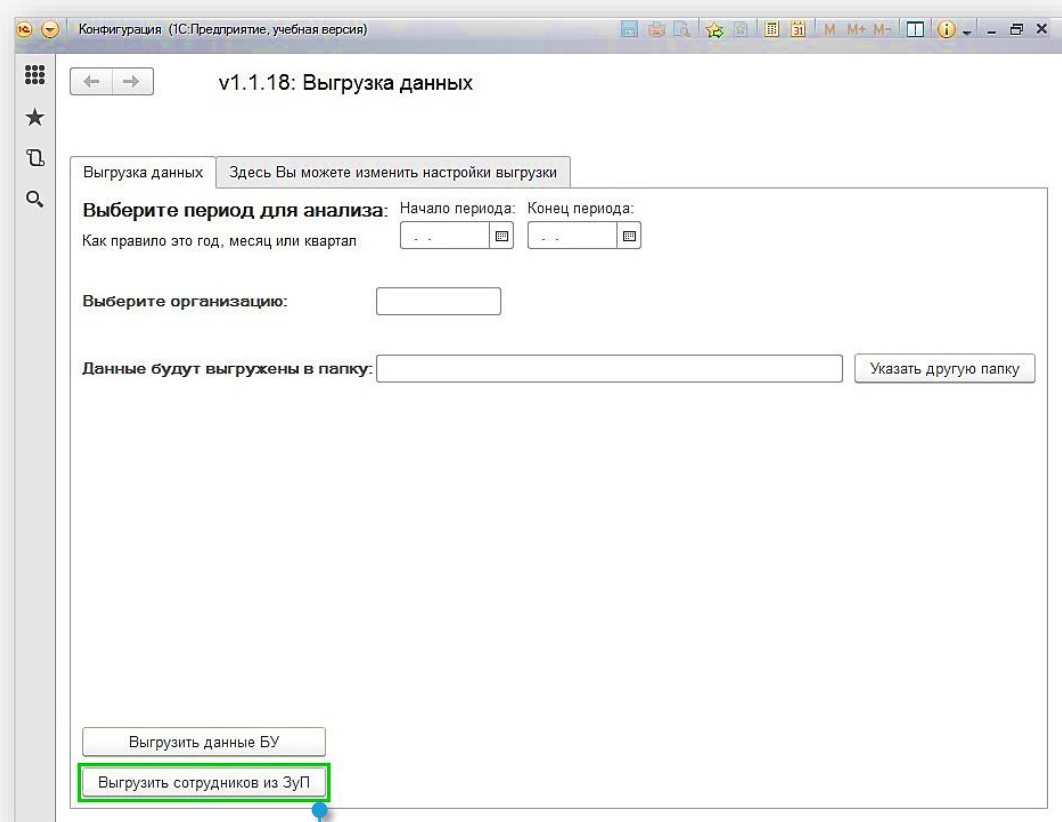 1С Конфигурация (1С:Предприятие, учебная версия) 31 M M+ M-
v1.1.18: Выгрузка данных
Выгрузка данных Здесь Вы можете изменить настройки выгрузки
Выберите период для анализа: Начало периода: Конец периода:
Как правило это год, месяц или квартал . . . .
Выберите организацию:
Данные будут выгружены в папку: Указать другую папку
Выгрузить данные БУ
Выгрузить сотрудников из ЗуП